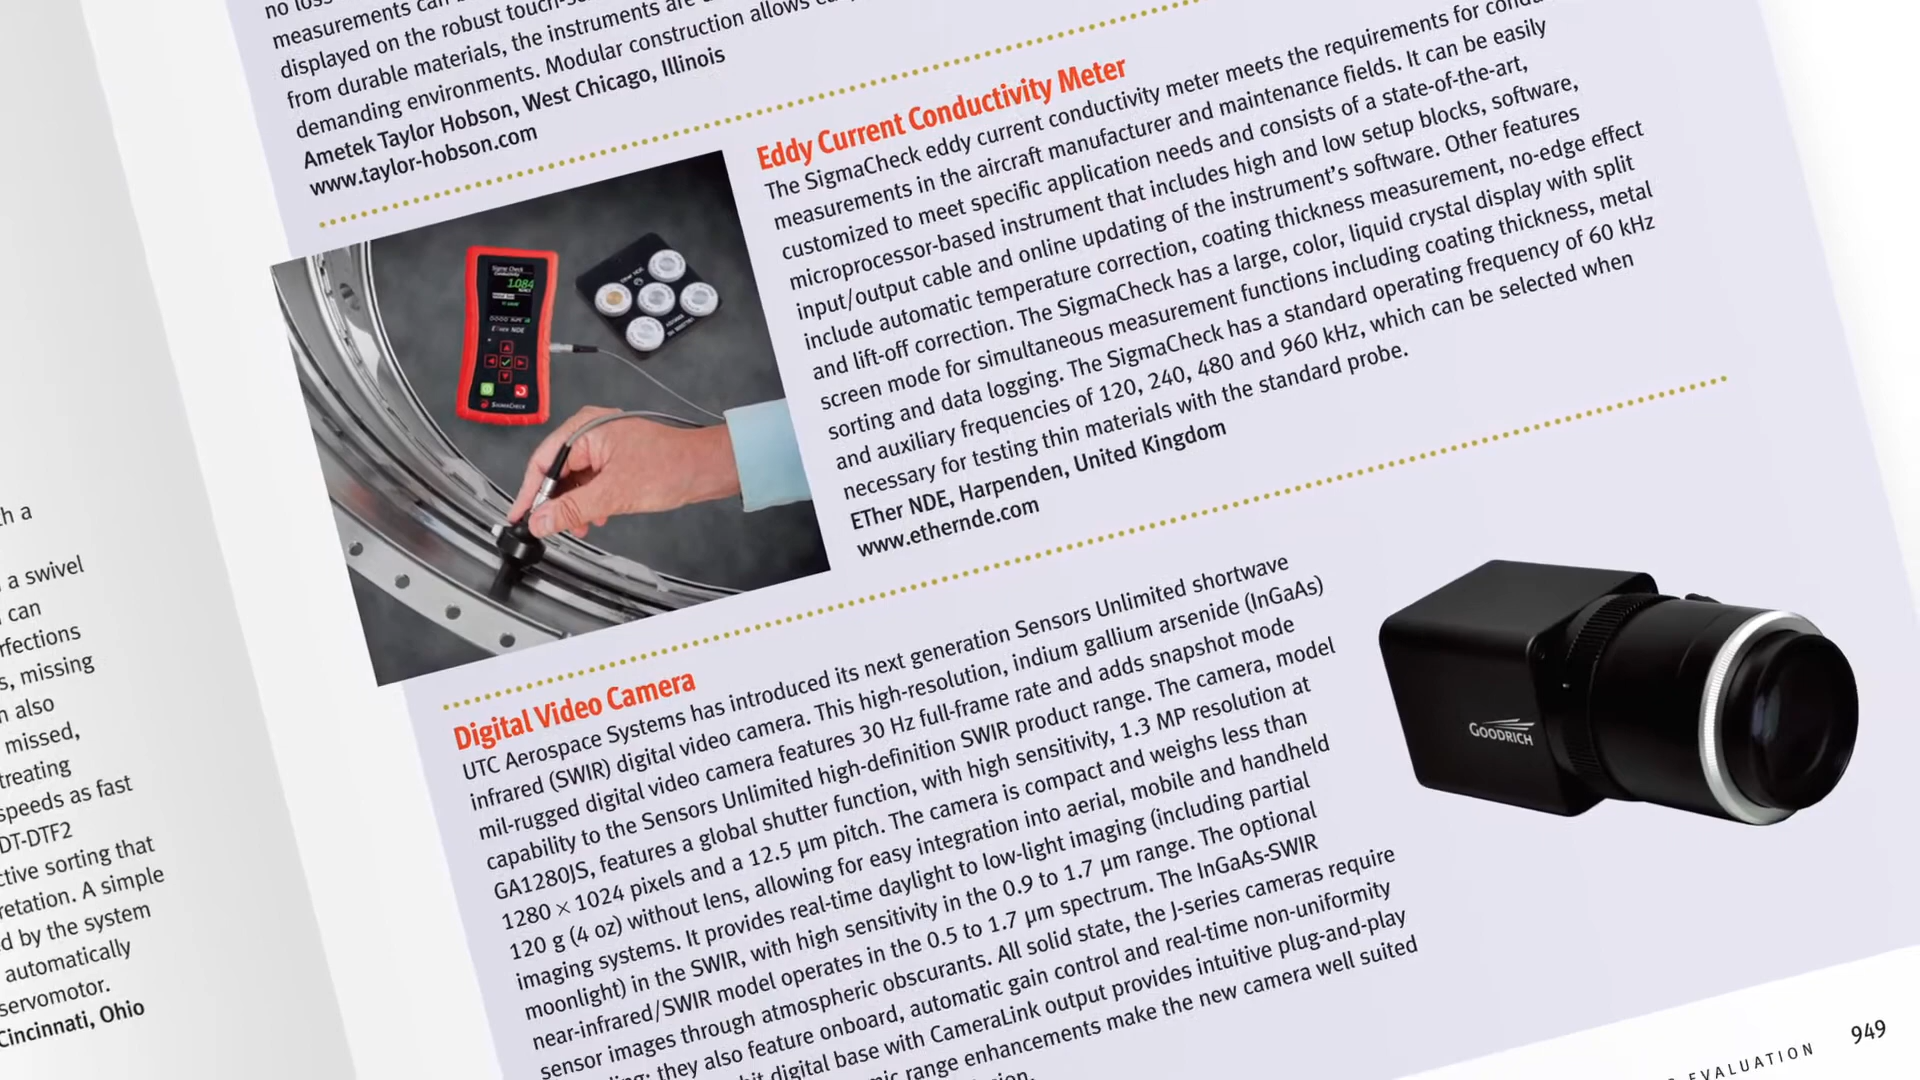 no loss
measurements can
displayed on the robust touch-
from durable materials, the instruments are
demanding environments. Modular construction allows
Ametek Taylor Hobson, West Chicago, Illinois
www.taylor-hobson.com
Eddy Current Conductivity Meter
The SigmaCheck eddy current conductivity meter meets the requirements for
measurements in the aircraft manufacturer and maintenance fields. It can be easily
customized to meet specific application needs and consists of a state-of-the-art,
microprocessor-based instrument that includes high and low setup blocks, software,
input/output cable and online updating of the instrument's software. Other features
include automatic temperature correction, coating thickness measurement, no-edge effect
and lift-off correction. The SigmaCheck has a large, color, liquid crystal display with split
screen mode for simultaneous measurement functions including coating thickness, metal
sorting and data logging. The SigmaCheck has a standard operating frequency of 60 kHz
and auxiliary frequencies of 120, 240, 480 and 960 kHz, which can be selected when
necessary for testing thin materials with the standard probe.
ETher NDE, Harpenden, United Kingdom
www.ethernde.com
Sigma Check
Conductivity
1.084
ETher NDE
SIGMACHECK
Digital Video Camera
UTC Aerospace Systems has introduced its next generation Sensors Unlimited shortwave
infrared (SWIR) digital video camera. This high-resolution, indium gallium arsenide (InGaAs)
mil-rugged digital video camera features 30 Hz full-frame rate and adds snapshot mode
capability to the Sensors Unlimited high-definition SWIR product range. The camera, model
GA1280JS, features a global shutter function, with high sensitivity, 1.3 MP resolution at
1280 × 1024 pixels and a 12.5 µm pitch. The camera is compact and weighs less than
120 g (4 oz) without lens, allowing for easy integration into aerial, mobile and handheld
imaging systems. It provides real-time daylight to low-light imaging (including partial
moonlight) in the SWIR, with high sensitivity in the 0.9 to 1.7 µm range. The optional
near-infrared/SWIR model operates in the 0.5 to 1.7 µm spectrum. The InGaAs-SWIR
sensor images through atmospheric obscurants. All solid state, the J-series cameras require
they also feature onboard, automatic gain control and real-time non-uniformity
digital base with CameraLink output provides intuitive plug-and-play
range enhancements make the new camera well suited
GOODRICH
EVALUATION 949
a
a swivel
can
missing
also
missed,
treating
speeds as fast
DT-DTF2
sorting that
A simple
by the system
automatically
servomotor.
Cincinnati, Ohio